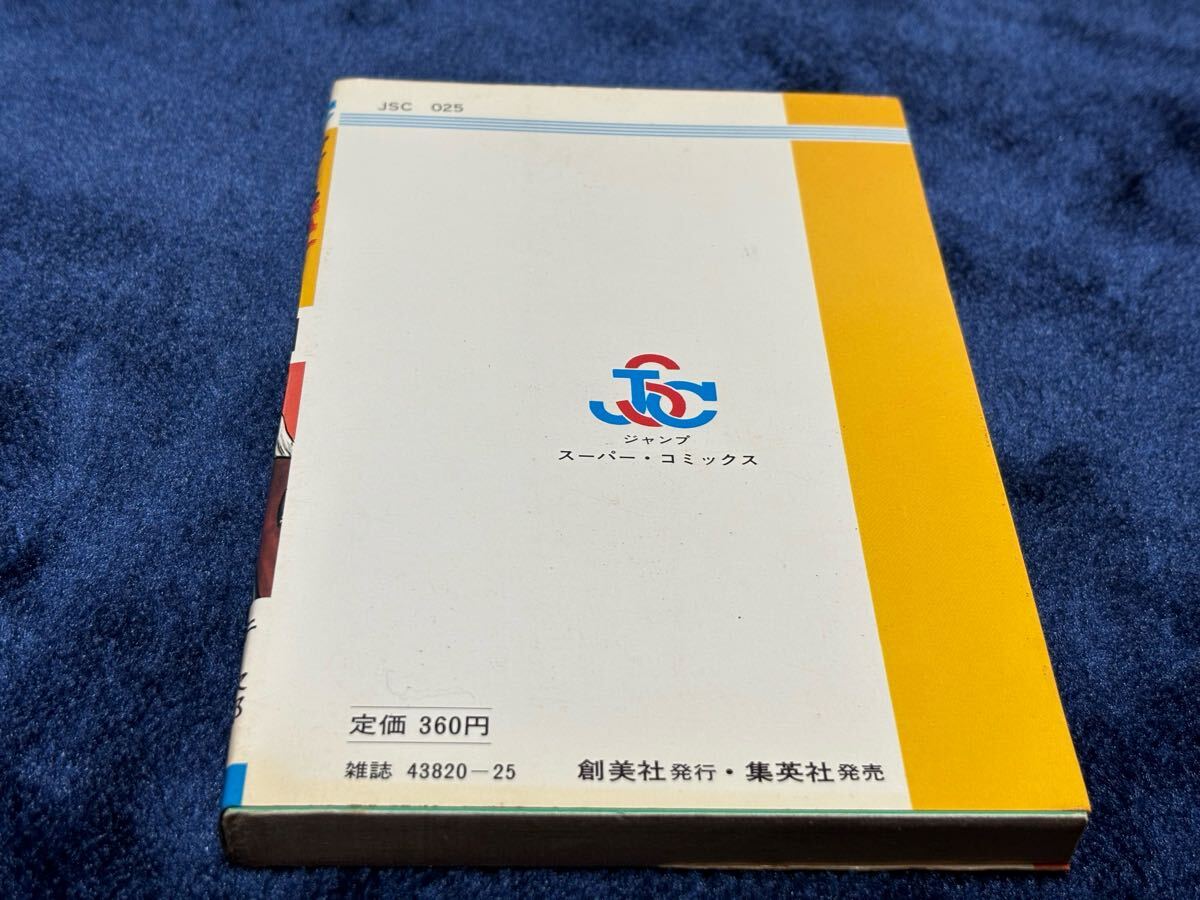 JSC 025
JSC
ジャンプ
スーパー・コミックス
定価 360円
雑誌 43820-25
創美社発行・集英社発売